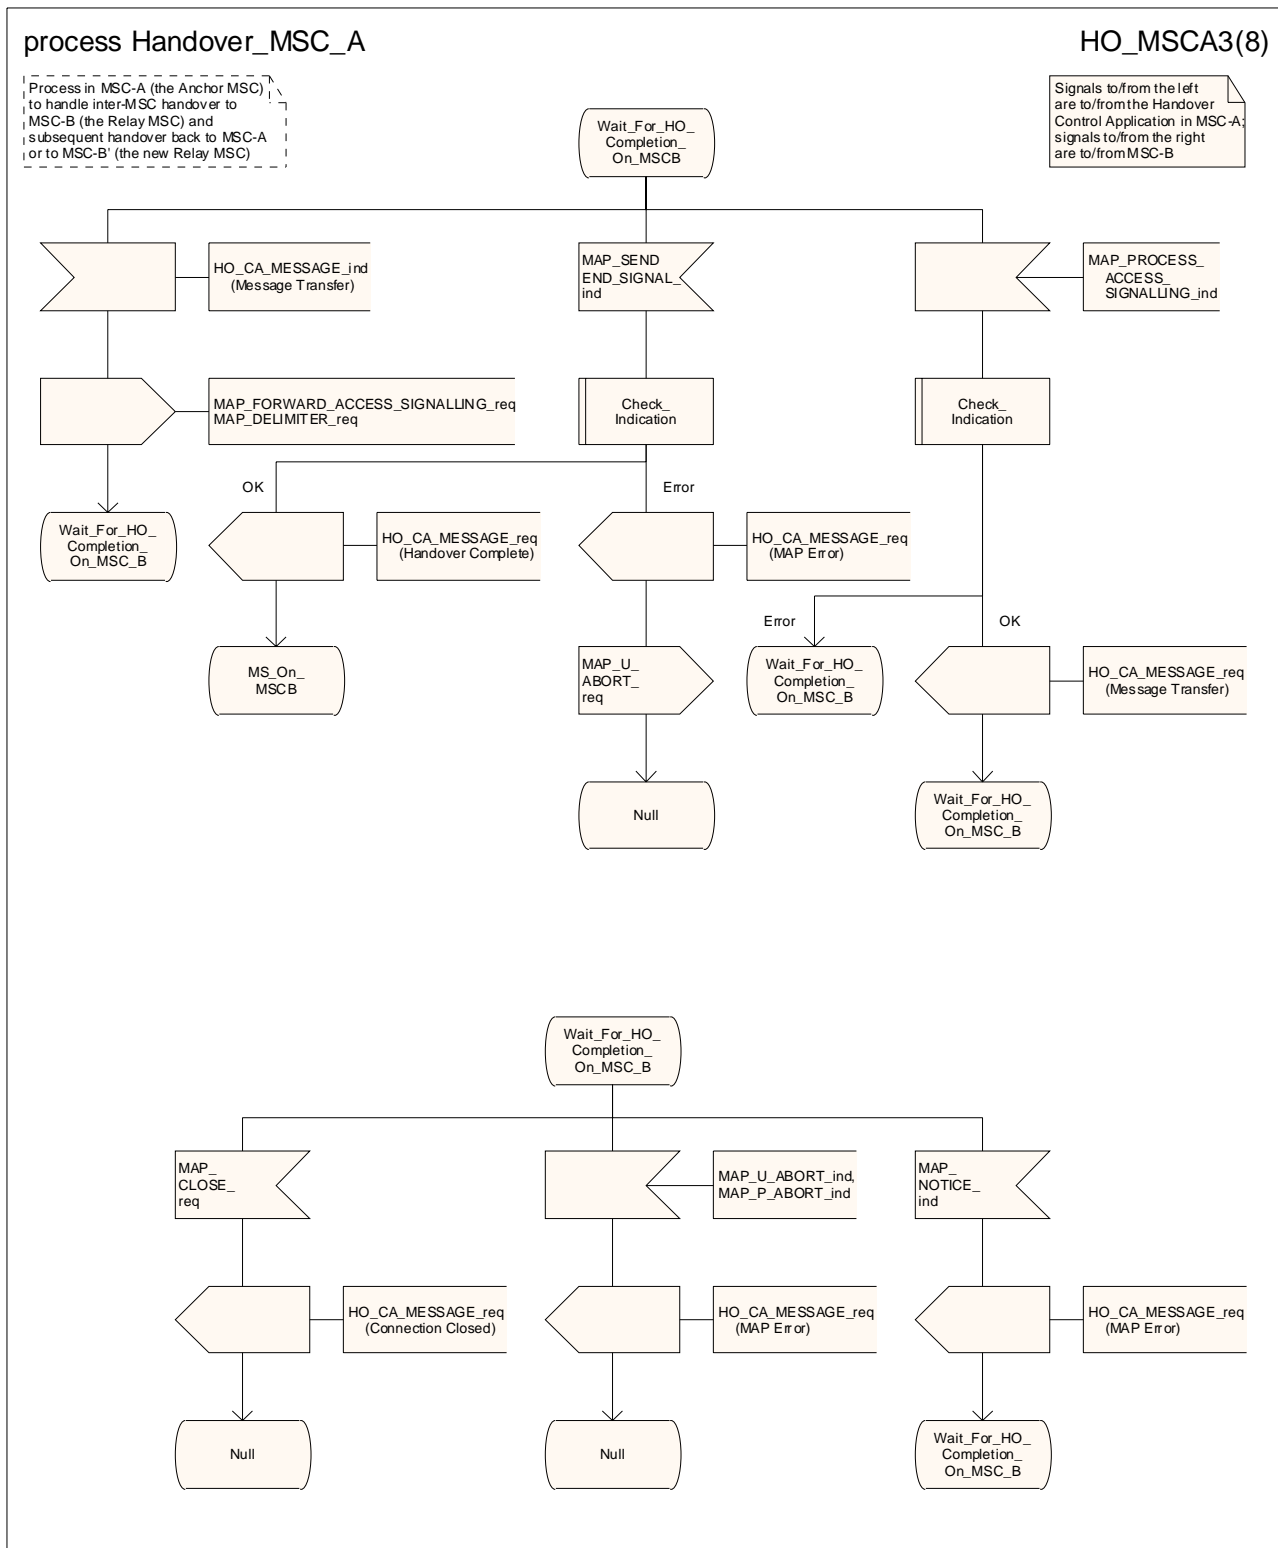 process Handover_MSC_A
HO_MSCA3(8)
Process in MSC-A (the Anchor MSC)
to handle inter-MSC handover to
MSC-B (the Relay MSC) and
subsequent handover back to MSC-A
or to MSC-B' (the new Relay MSC)
Signals to/from the left
are to/from the Handover
Control Application in MSC-A;
signals to/from the right
are to/from MSC-B
Wait_For_HO_
Completion_
On_MSCB
HO_CA_MESSAGE_ind
(Message Transfer)
MAP_SEND
END_SIGNAL_
ind
MAP_PROCESS_
ACCESS_
SIGNALLING_ind
MAP_FORWARD_ACCESS_SIGNALLING_req
MAP_DELIMITER_req
Check_
Indication
Check_
Indication
OK
Error
Wait_For_HO_
Completion_
On_MSC_B
HO_CA_MESSAGE_req
(Handover Complete)
HO_CA_MESSAGE_req
(MAP Error)
Error
OK
MS_On_
MSCB
MAP_U_
ABORT_
req
Wait_For_HO_
Completion_
On_MSC_B
HO_CA_MESSAGE_req
(Message Transfer)
Null
Wait_For_HO_
Completion_
On_MSC_B
Wait_For_HO_
Completion_
On_MSC_B
MAP_
CLOSE_
req
MAP_U_ABORT_ind,
MAP_P_ABORT_ind
MAP_
NOTICE_
ind
HO_CA_MESSAGE_req
(Connection Closed)
HO_CA_MESSAGE_req
(MAP Error)
HO_CA_MESSAGE_req
(MAP Error)
Null
Null
Wait_For_HO_
Completion_
On_MSC_B